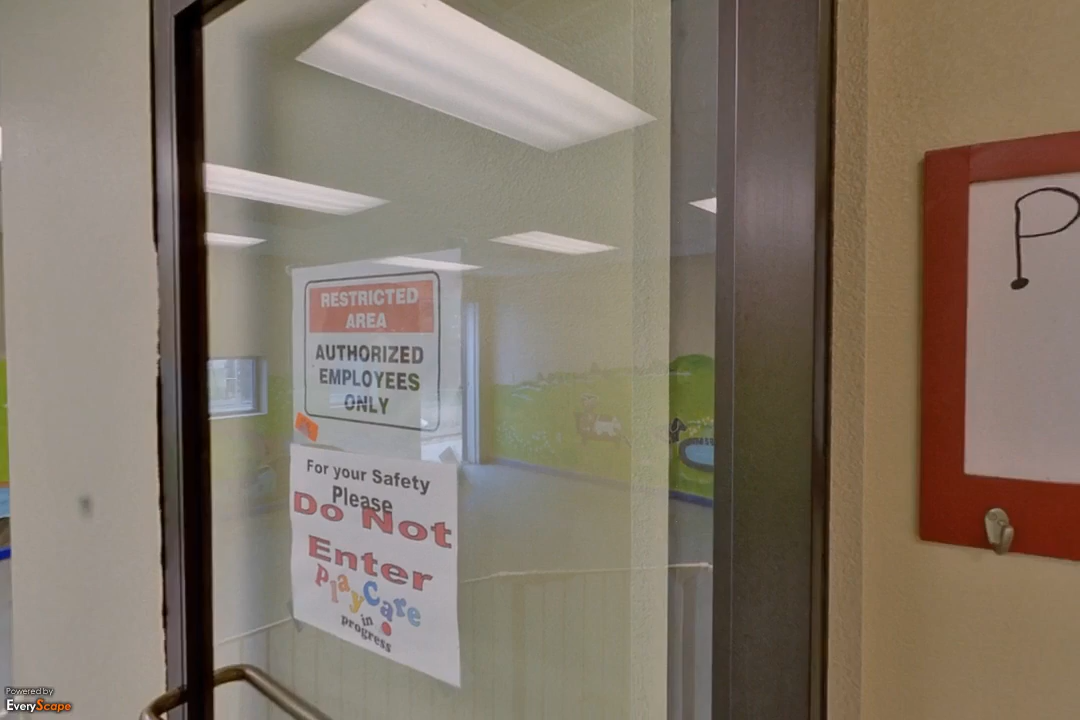 RESTRICTED
AREA
AUTHORIZED
EMPLOYEES
ONLY
For your Safety
Please
Do Not
Enter
PlayCare
in
progress
P
Powered by
EveryScape